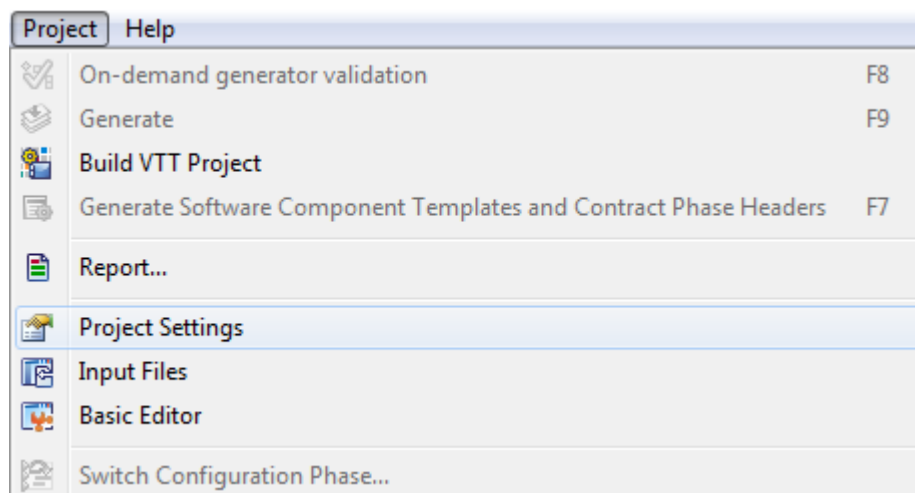 Project Help
On-demand generator validation F8
Generate F9
Build VTT Project
Generate Software Component Templates and Contract Phase Headers F7
Report...
Project Settings
Input Files
Basic Editor
Switch Configuration Phase...